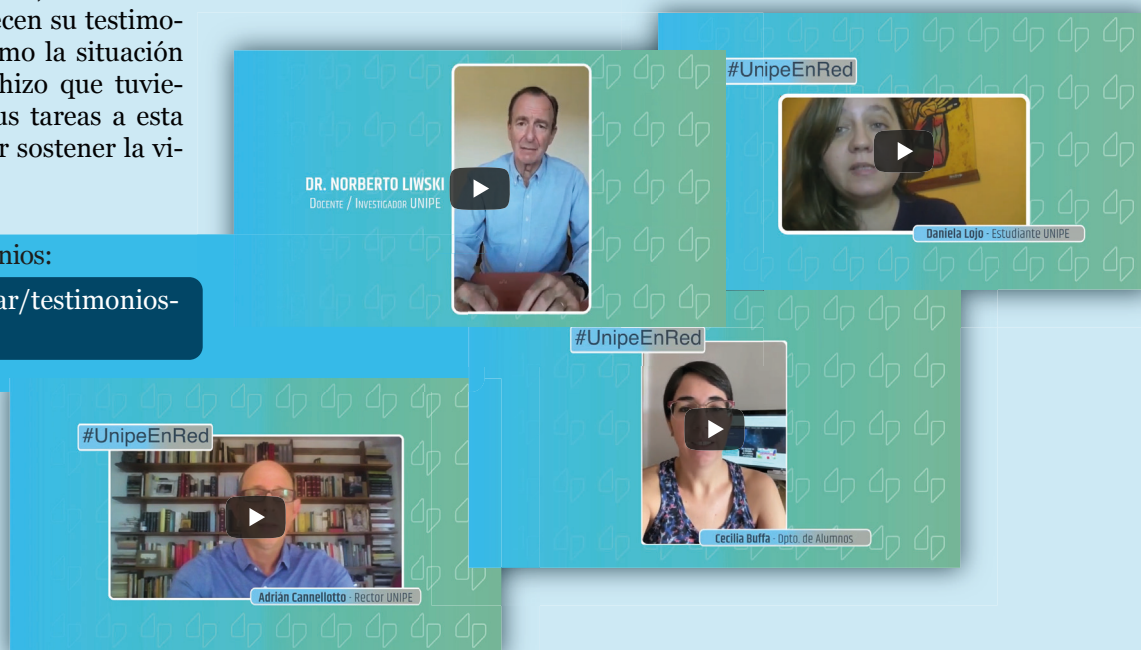 ecen su testimo-
mo la situación
hizo que tuvie-
us tareas a esta
r sostener la vi-
nios:
ar/testimonios-
DR. NORBERTO LIWSKI
DOCENTE / INVESTIGADOR UNIPE
#UnipeEnRed
Daniela Lojo - Estudiante UNIPE
#UnipeEnRed
Cecilia Buffa - Dpto. de Alumnos
#UnipeEnRed
Adrián Cannellotto - Rector UNIPE